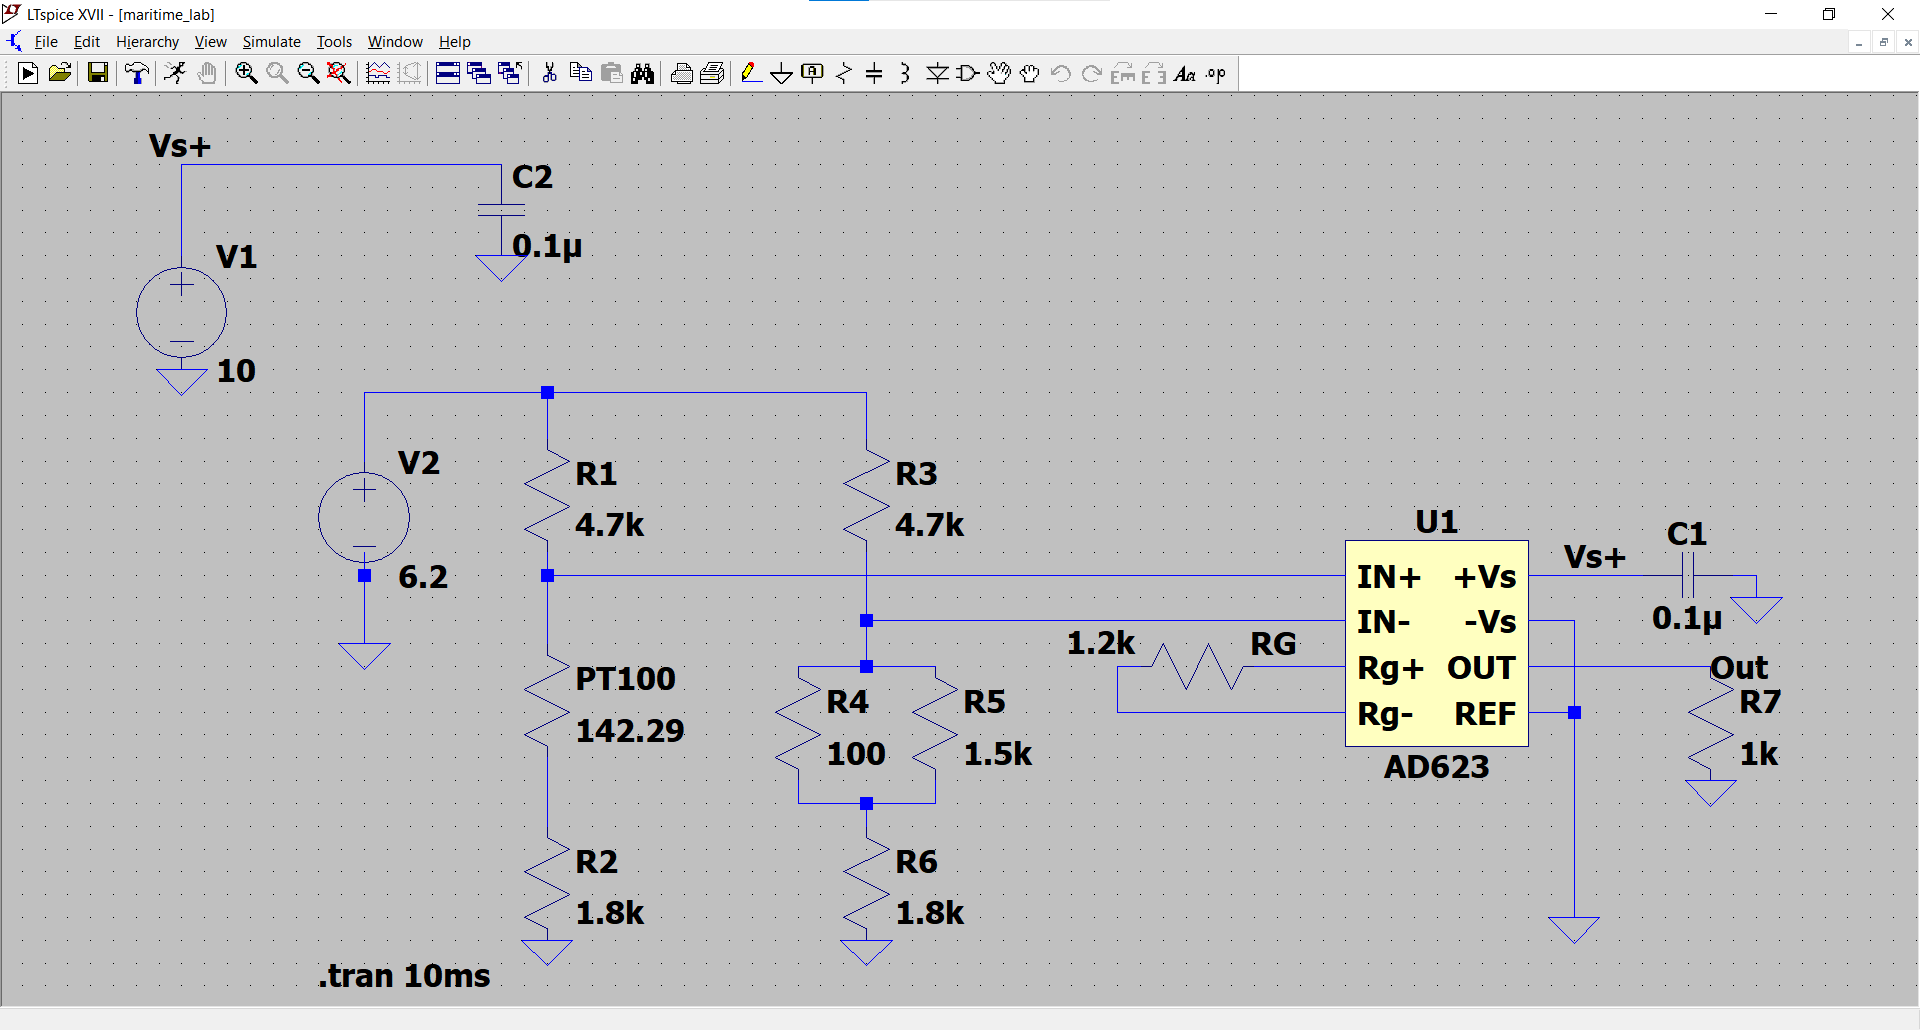 LTspice XVII - [maritime_lab]
File Edit Hierarchy View Simulate Tools Window Help
Aa .op
Vs+
C2
0.1µ
V1
10
V2
6.2
R1
4.7k
R3
4.7k
U1
C1
Vs+
0.1µ
IN+ +Vs
IN- -Vs
Rg+ OUT
Rg- REF
AD623
1.2k RG
PT100
142.29
R4
100
R5
1.5k
Out
R7
1k
R2
1.8k
R6
1.8k
.tran 10ms